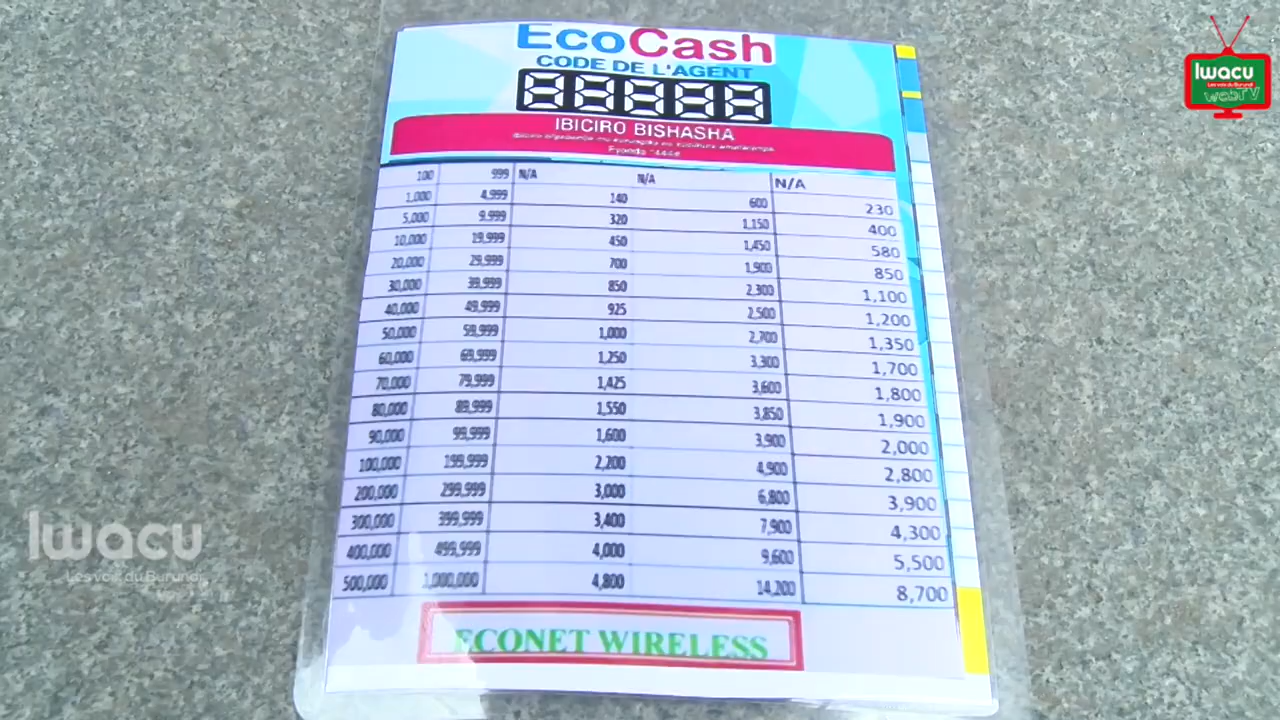 EcoCash
CODE DE L'AGENT
88888
IBICIRO BISHASHA
100 999 N/A N/A N/A
1,000 4,999 140 600 230
5,000 9,999 320 1,150 400
10,000 19,999 450 1,450 580
20,000 29,999 700 1,900 850
30,000 39,999 850 2,300 1,100
40,000 49,999 925 2,500 1,200
50,000 59,999 1,000 2,700 1,350
60,000 69,999 1,250 3,300 1,700
70,000 79,999 1,425 3,600 1,800
80,000 89,999 1,550 3,850 1,900
90,000 99,999 1,600 3,900 2,000
100,000 199,999 2,200 4,900 2,800
200,000 299,999 3,000 6,800 3,900
300,000 399,999 3,400 7,900 4,300
400,000 499,999 4,000 9,600 5,500
500,000 1,000,000 4,800 14,200 8,700
ECONET WIRELESS
Iwacu
Les voix du Burundi
webTV
Iwacu
Les voix du Burundi